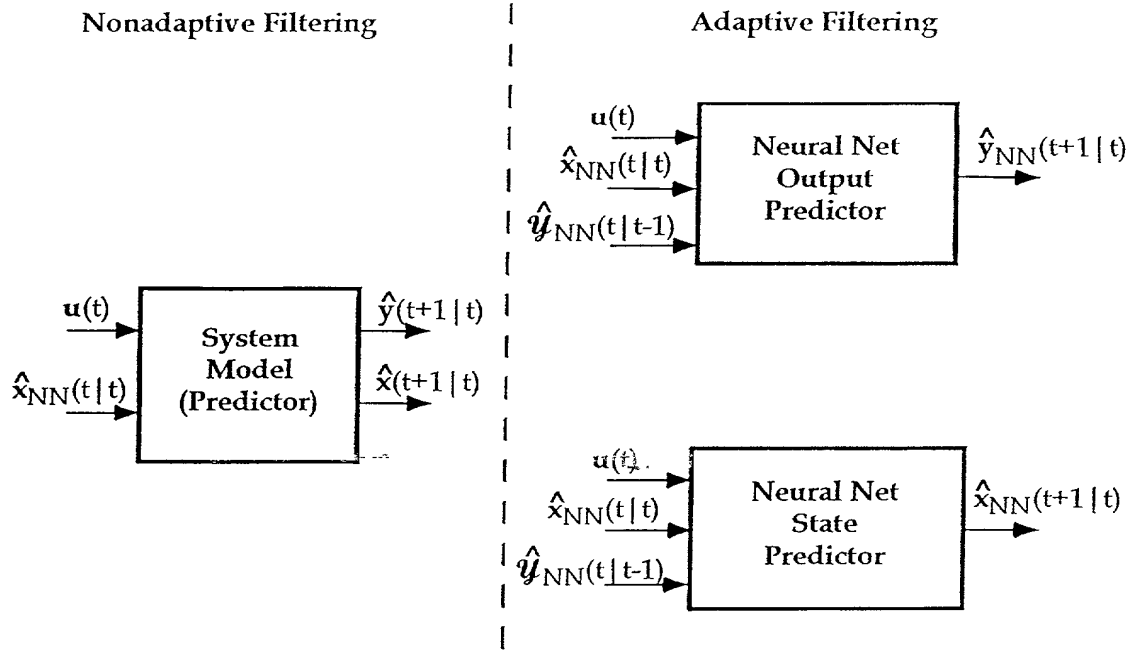 Nonadaptive Filtering
u(t)
x̂NN(t|t)
System
Model
(Predictor)
ŷ(t+1|t)
x̂(t+1|t)
Adaptive Filtering
u(t)
x̂NN(t|t)
𝓎̂NN(t|t-1)
Neural Net
Output
Predictor
ŷNN(t+1|t)
u(t)
x̂NN(t|t)
𝓎̂NN(t|t-1)
Neural Net
State
Predictor
x̂NN(t+1|t)